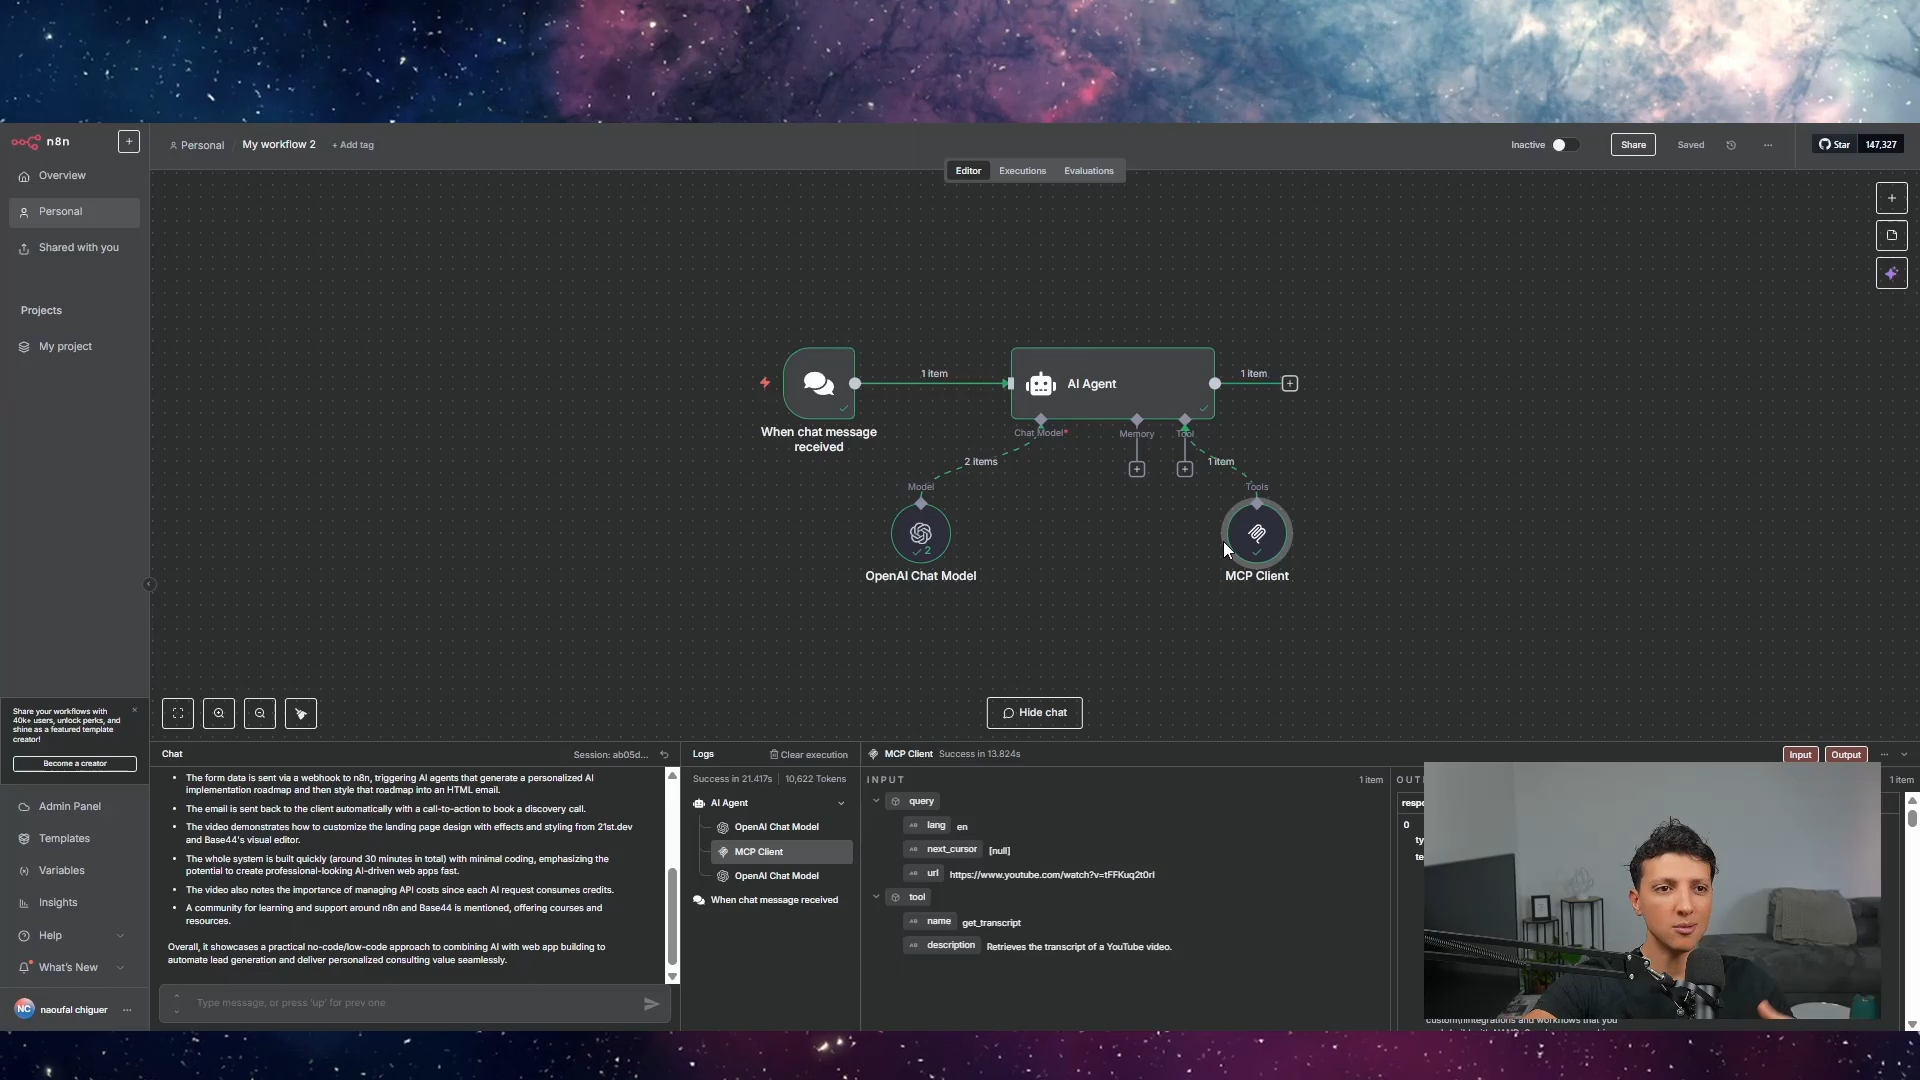 n8n
Personal / My workflow 2 + Add tag
Inactive
Share
Saved
Star 147,327
Editor Executions Evaluations
Overview
Personal
Shared with you
Projects
My project
1 item
AI Agent
1 item
When chat message
received
Chat Model*
Memory
Tool
2 items
1 item
Model
Tools
2
OpenAI Chat Model
MCP Client
Hide chat
Share your workflows with
40k+ users, unlock perks, and
shine as a featured template
creator!
Become a creator
Admin Panel
Templates
Variables
Insights
Help
What's New
NC naoufal chiguer
Chat
Session: ab05d...
The form data is sent via a webhook to n8n, triggering AI agents that generate a personalized AI
implementation roadmap and then style that roadmap into an HTML email.
The email is sent back to the client automatically with a call-to-action to book a discovery call.
The video demonstrates how to customize the landing page design with effects and styling from 21st.dev
and Base44's visual editor.
The whole system is built quickly (around 30 minutes in total) with minimal coding, emphasizing the
potential to create professional-looking AI-driven web apps fast.
The video also notes the importance of managing API costs since each AI request consumes credits.
A community for learning and support around n8n and Base44 is mentioned, offering courses and
resources.
Overall, it showcases a practical no-code/low-code approach to combining AI with web app building to
automate lead generation and deliver personalized consulting value seamlessly.
Type message, or press 'up' for prev one
Logs
Clear execution
Success in 21.417s 10,622 Tokens
AI Agent
OpenAI Chat Model
MCP Client
OpenAI Chat Model
When chat message received
MCP Client Success in 13.824s
Input Output
INPUT
1 item
query
lang en
next_cursor [null]
url https://www.youtube.com/watch?v=tFFKuq2t0rI
tool
name get_transcript
description Retrieves the transcript of a YouTube video.
OUT
1 item
respo
0
ty
te